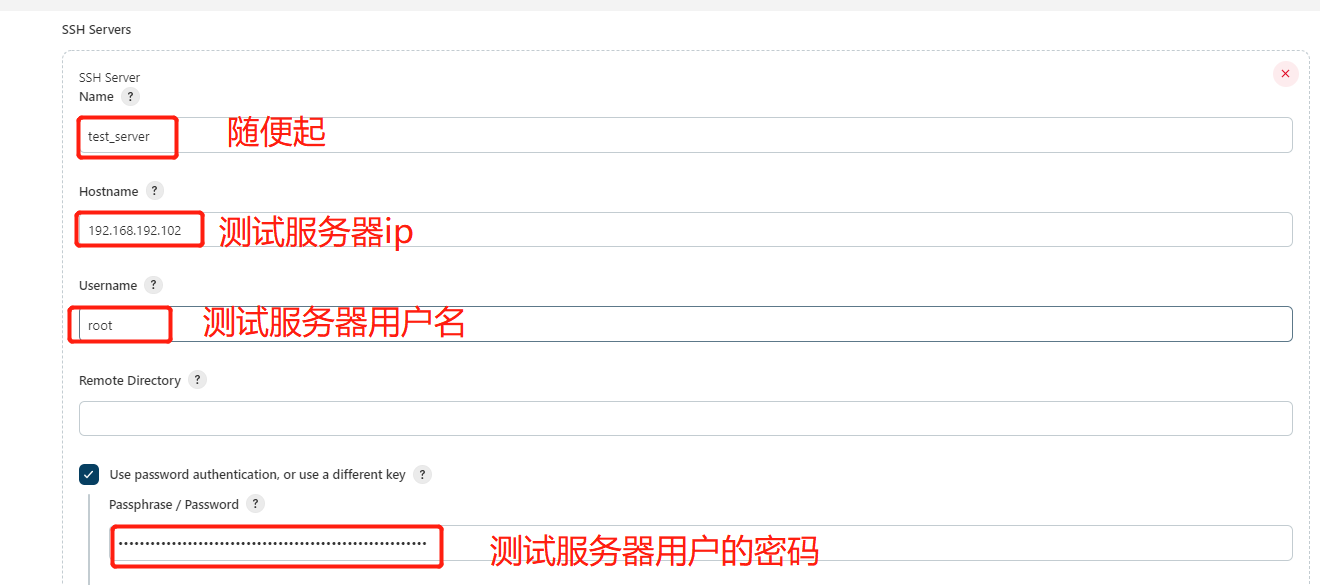 SSH Servers
SSH Server
Name ?
test_server 随便起
Hostname ?
192.168.192.102 测试服务器ip
Username ?
root 测试服务器用户名
Remote Directory ?
Use password authentication, or use a different key ?
Passphrase / Password ?
测试服务器用户的密码